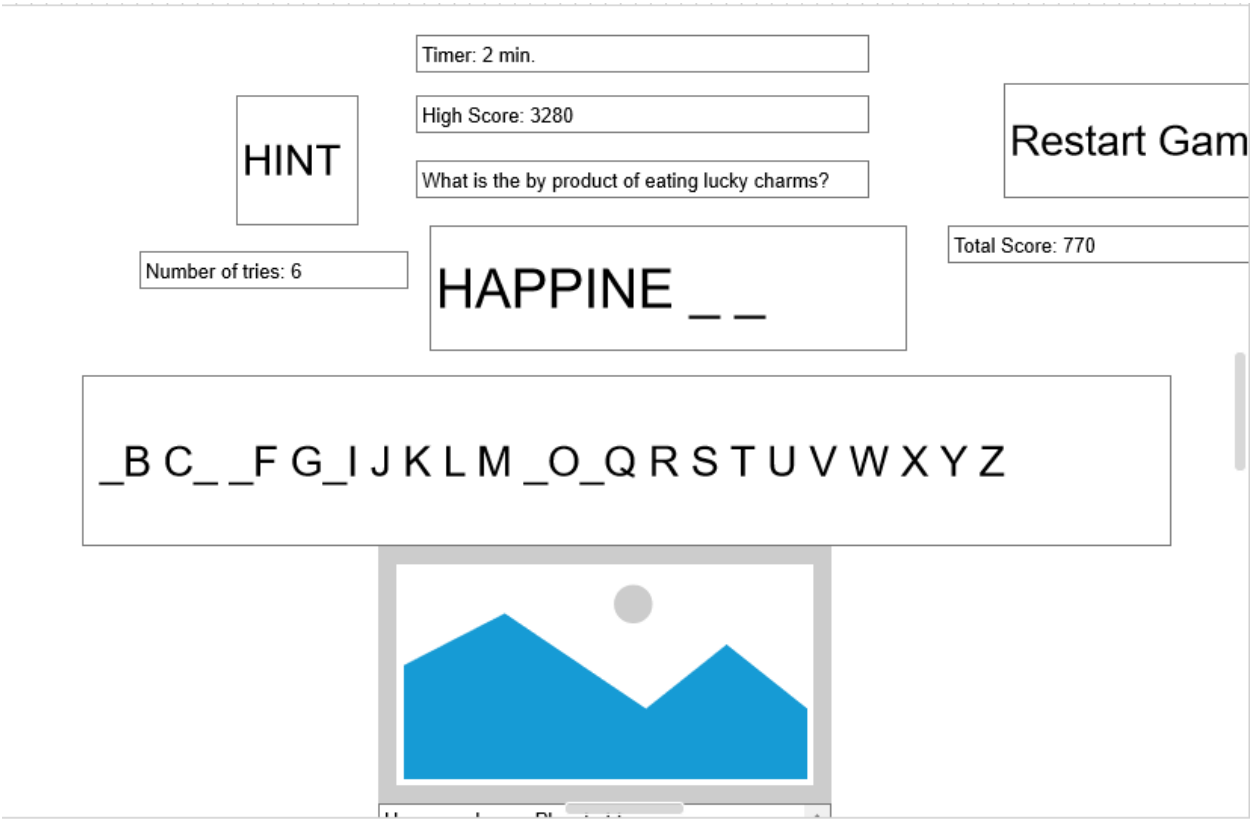 Timer: 2 min.
HINT
High Score: 3280
Restart Gam
What is the by product of eating lucky charms?
Total Score: 770
Number of tries: 6
HAPPINE _ _
_B C_ _F G_I J K L M _O_Q R S T U V W X Y Z